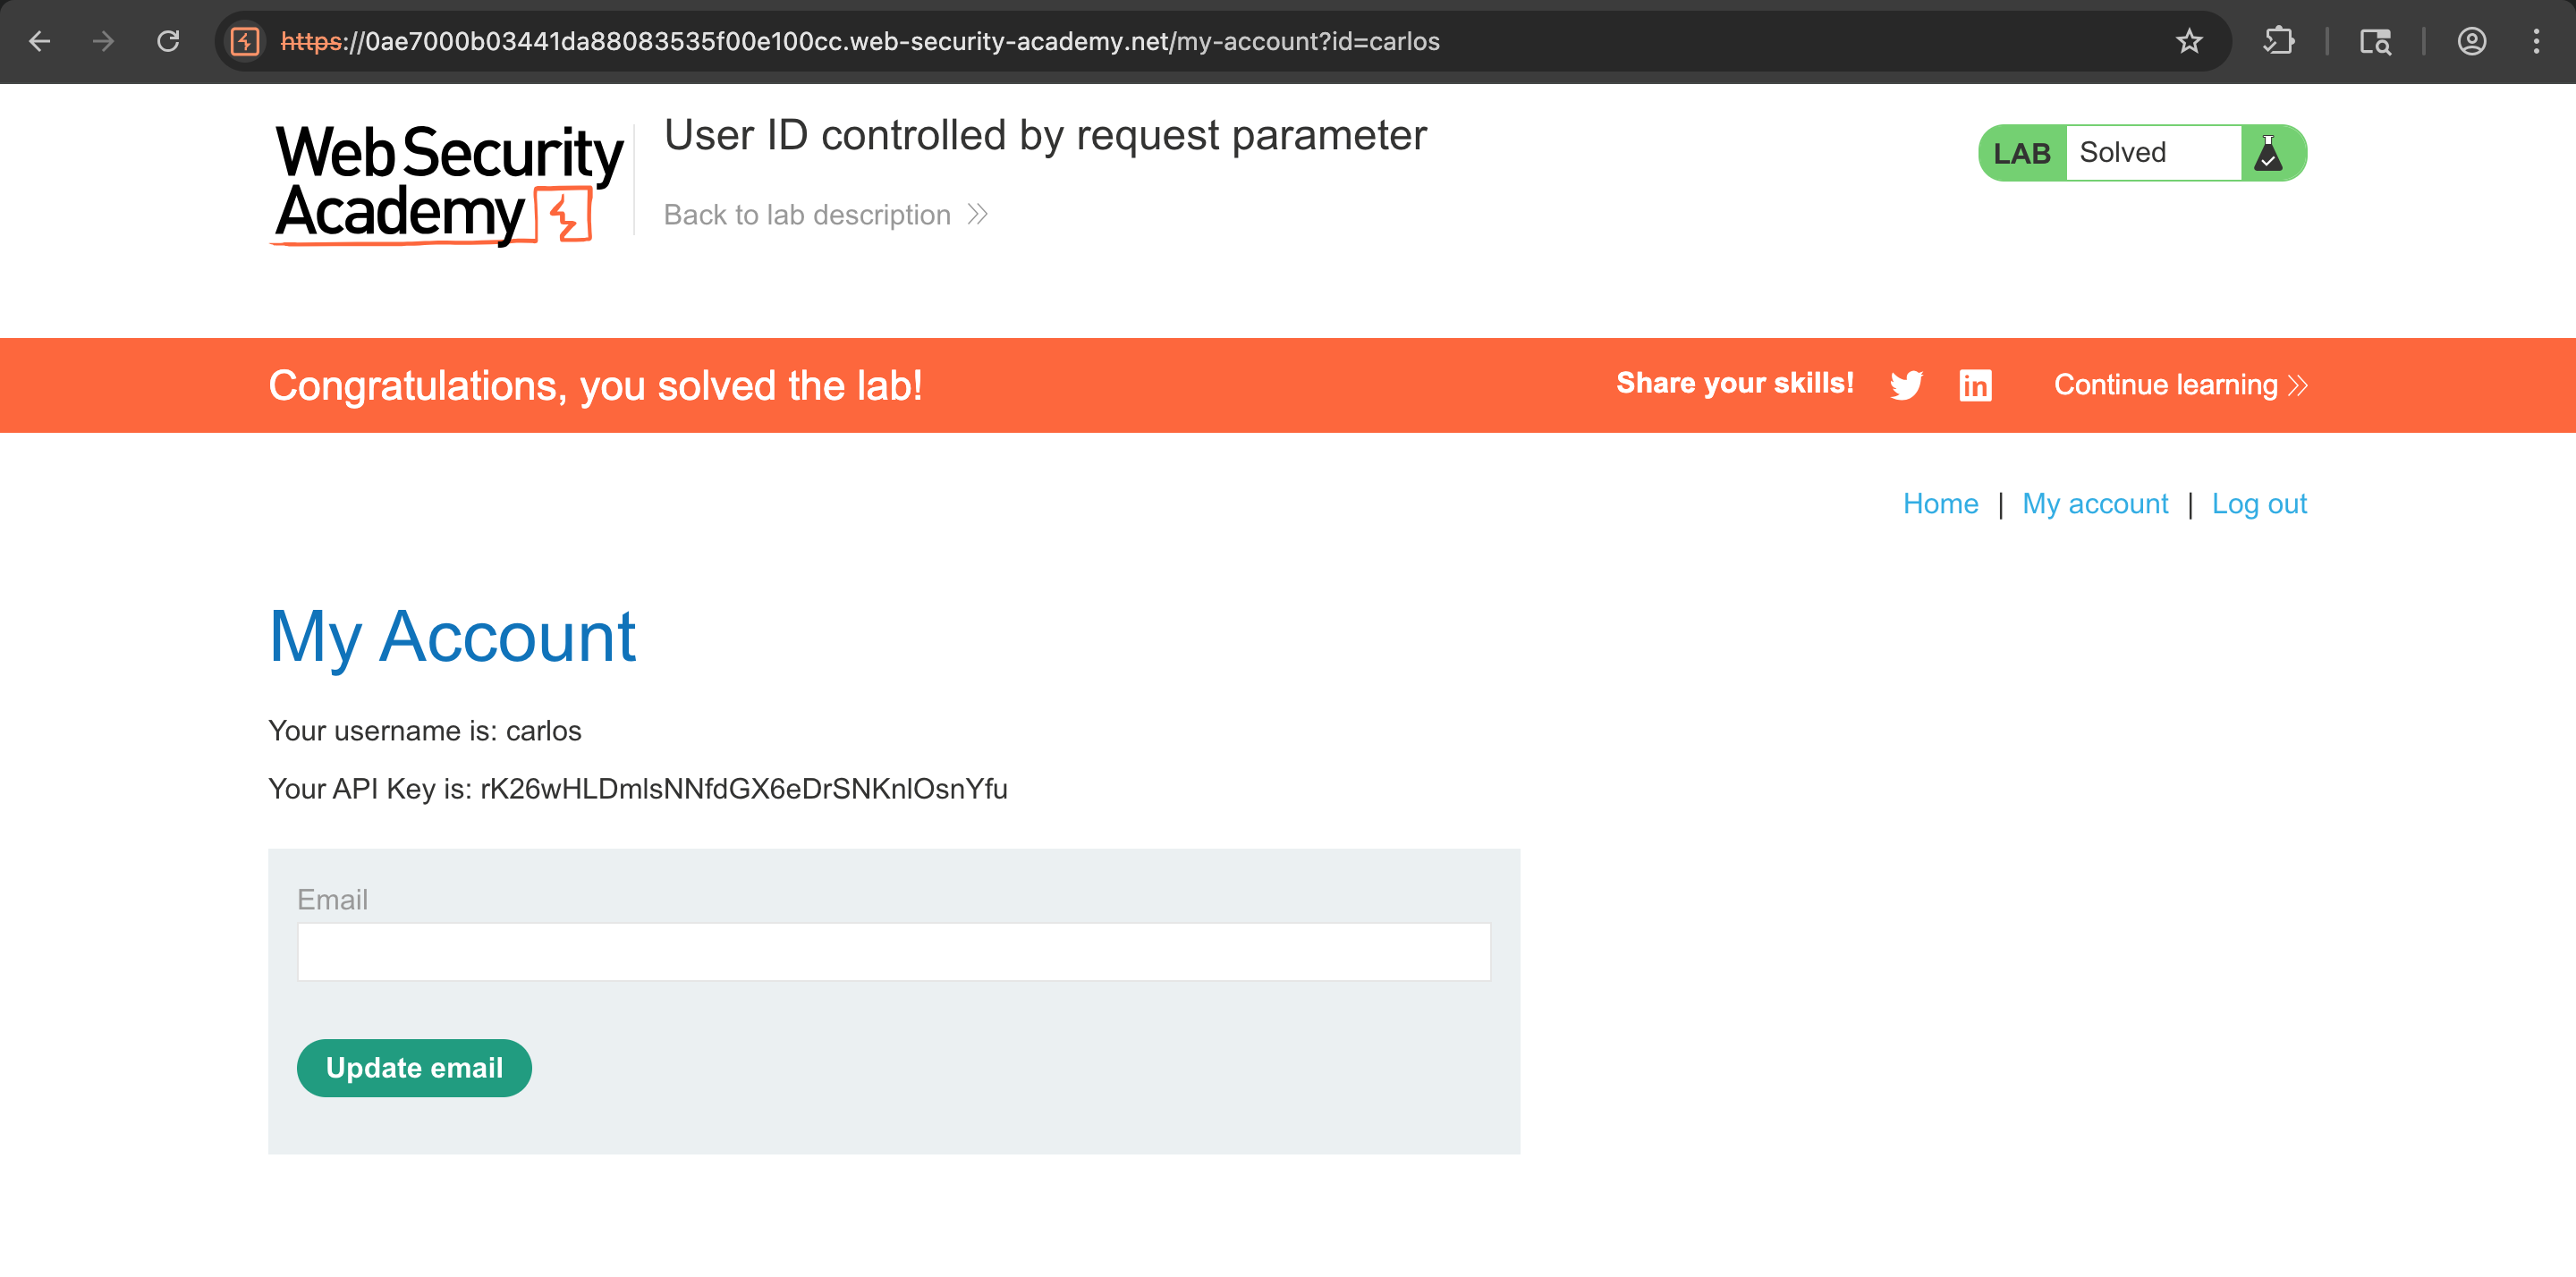 https://0ae7000b03441da88083535f00e100cc.web-security-academy.net/my-account?id=carlos
Web Security
Academy
User ID controlled by request parameter
Back to lab description
LAB Solved
Congratulations, you solved the lab!
Share your skills!
Continue learning
Home | My account | Log out
My Account
Your username is: carlos
Your API Key is: rK26wHLDmlsNNfdGX6eDrSNKnlOsnYfu
Email
Update email